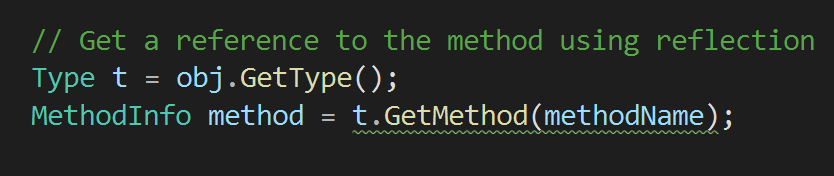 // Get a reference to the method using reflection
Type t = obj.GetType();
MethodInfo method = t.GetMethod(methodName);